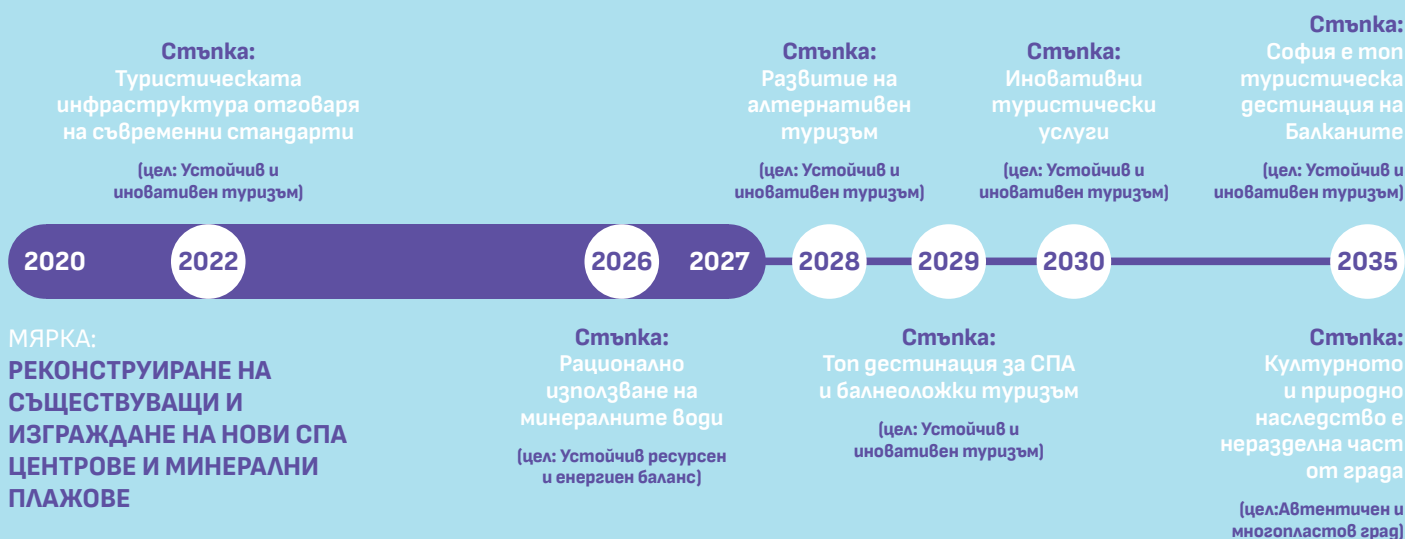 Стъпка:
Туристическата
инфраструктура отговаря
на съвременни стандарти
(цел: Устойчив и
иновативен туризъм)
Стъпка:
Развитие на
алтернативен
туризъм
(цел: Устойчив и
иновативен туризъм)
Стъпка:
Иновативни
туристически
услуги
(цел: Устойчив и
иновативен туризъм)
Стъпка:
София е топ
туристическа
дестинация на
Балканите
(цел: Устойчив и
иновативен туризъм)
2020 2022 2026 2027 2028 2029 2030 2035
МЯРКА:
РЕКОНСТРУИРАНЕ НА
СЪЩЕСТВУВАЩИ И
ИЗГРАЖДАНЕ НА НОВИ СПА
ЦЕНТРОВЕ И МИНЕРАЛНИ
ПЛАЖОВЕ
Стъпка:
Рационално
използване на
минералните води
(цел: Устойчив ресурсен
и енергиен баланс)
Стъпка:
Топ дестинация за СПА
и балнеоложки туризъм
(цел: Устойчив и
иновативен туризъм)
Стъпка:
Културното
и природно
наследство е
неразделна част
от града
(цел:Автентичен и
многопластов град)